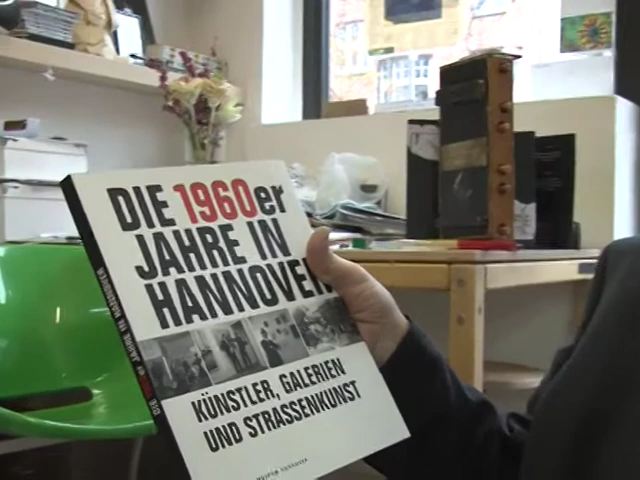 DIE 1960er
JAHRE IN
HANNOVER
KÜNSTLER, GALERIEN
UND STRASSENKUNST